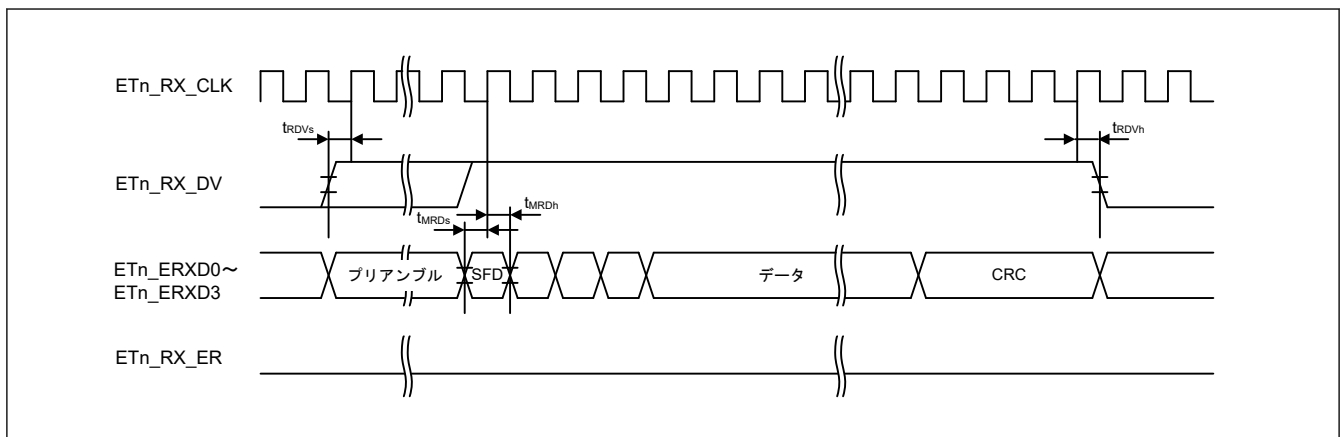 ETn_RX_CLK
tRDVs
tRDVh
ETn_RX_DV
tMRDs
tMRDh
ETn_ERXD0～
ETn_ERXD3
プリアンブル
SFD
データ
CRC
ETn_RX_ER